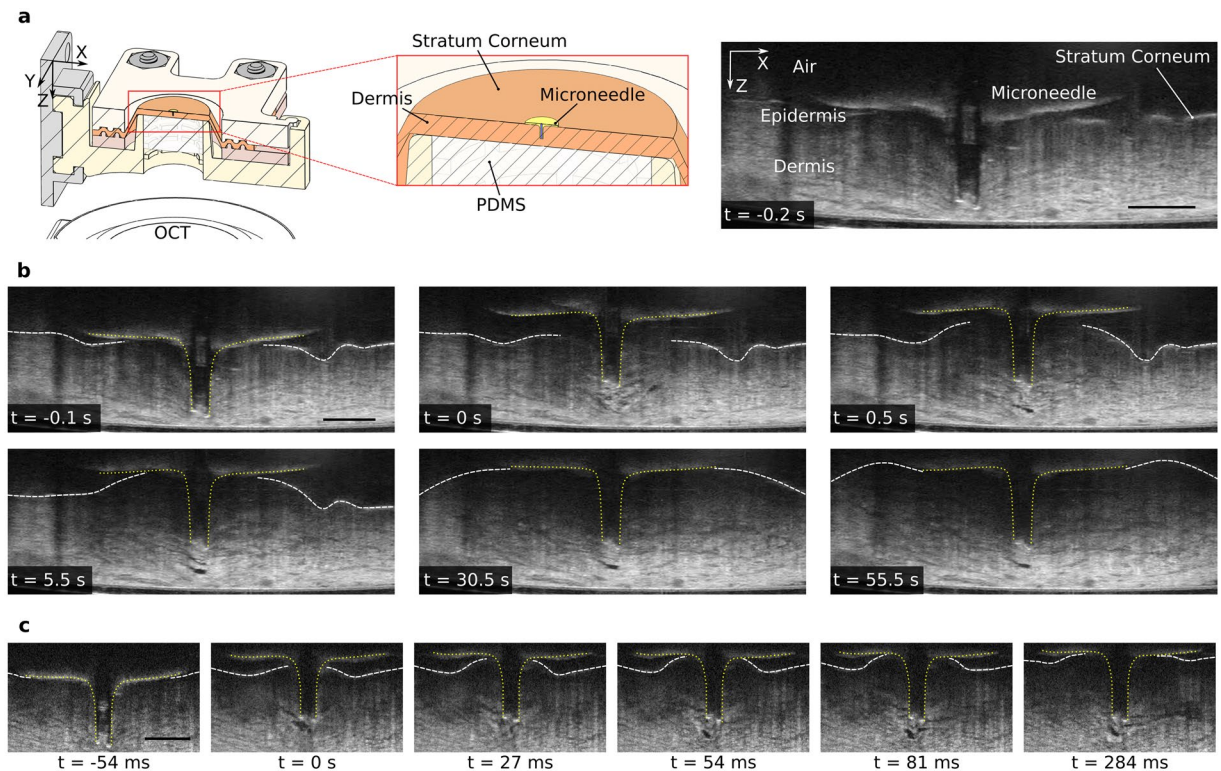 a
X
Y
Z
OCT
Stratum Corneum
Dermis
Microneedle
PDMS
X
Z
Air
Stratum Corneum
Microneedle
Epidermis
Dermis
t = -0.2 s
b
t = -0.1 s
t = 0 s
t = 0.5 s
t = 5.5 s
t = 30.5 s
t = 55.5 s
c
t = -54 ms
t = 0 s
t = 27 ms
t = 54 ms
t = 81 ms
t = 284 ms